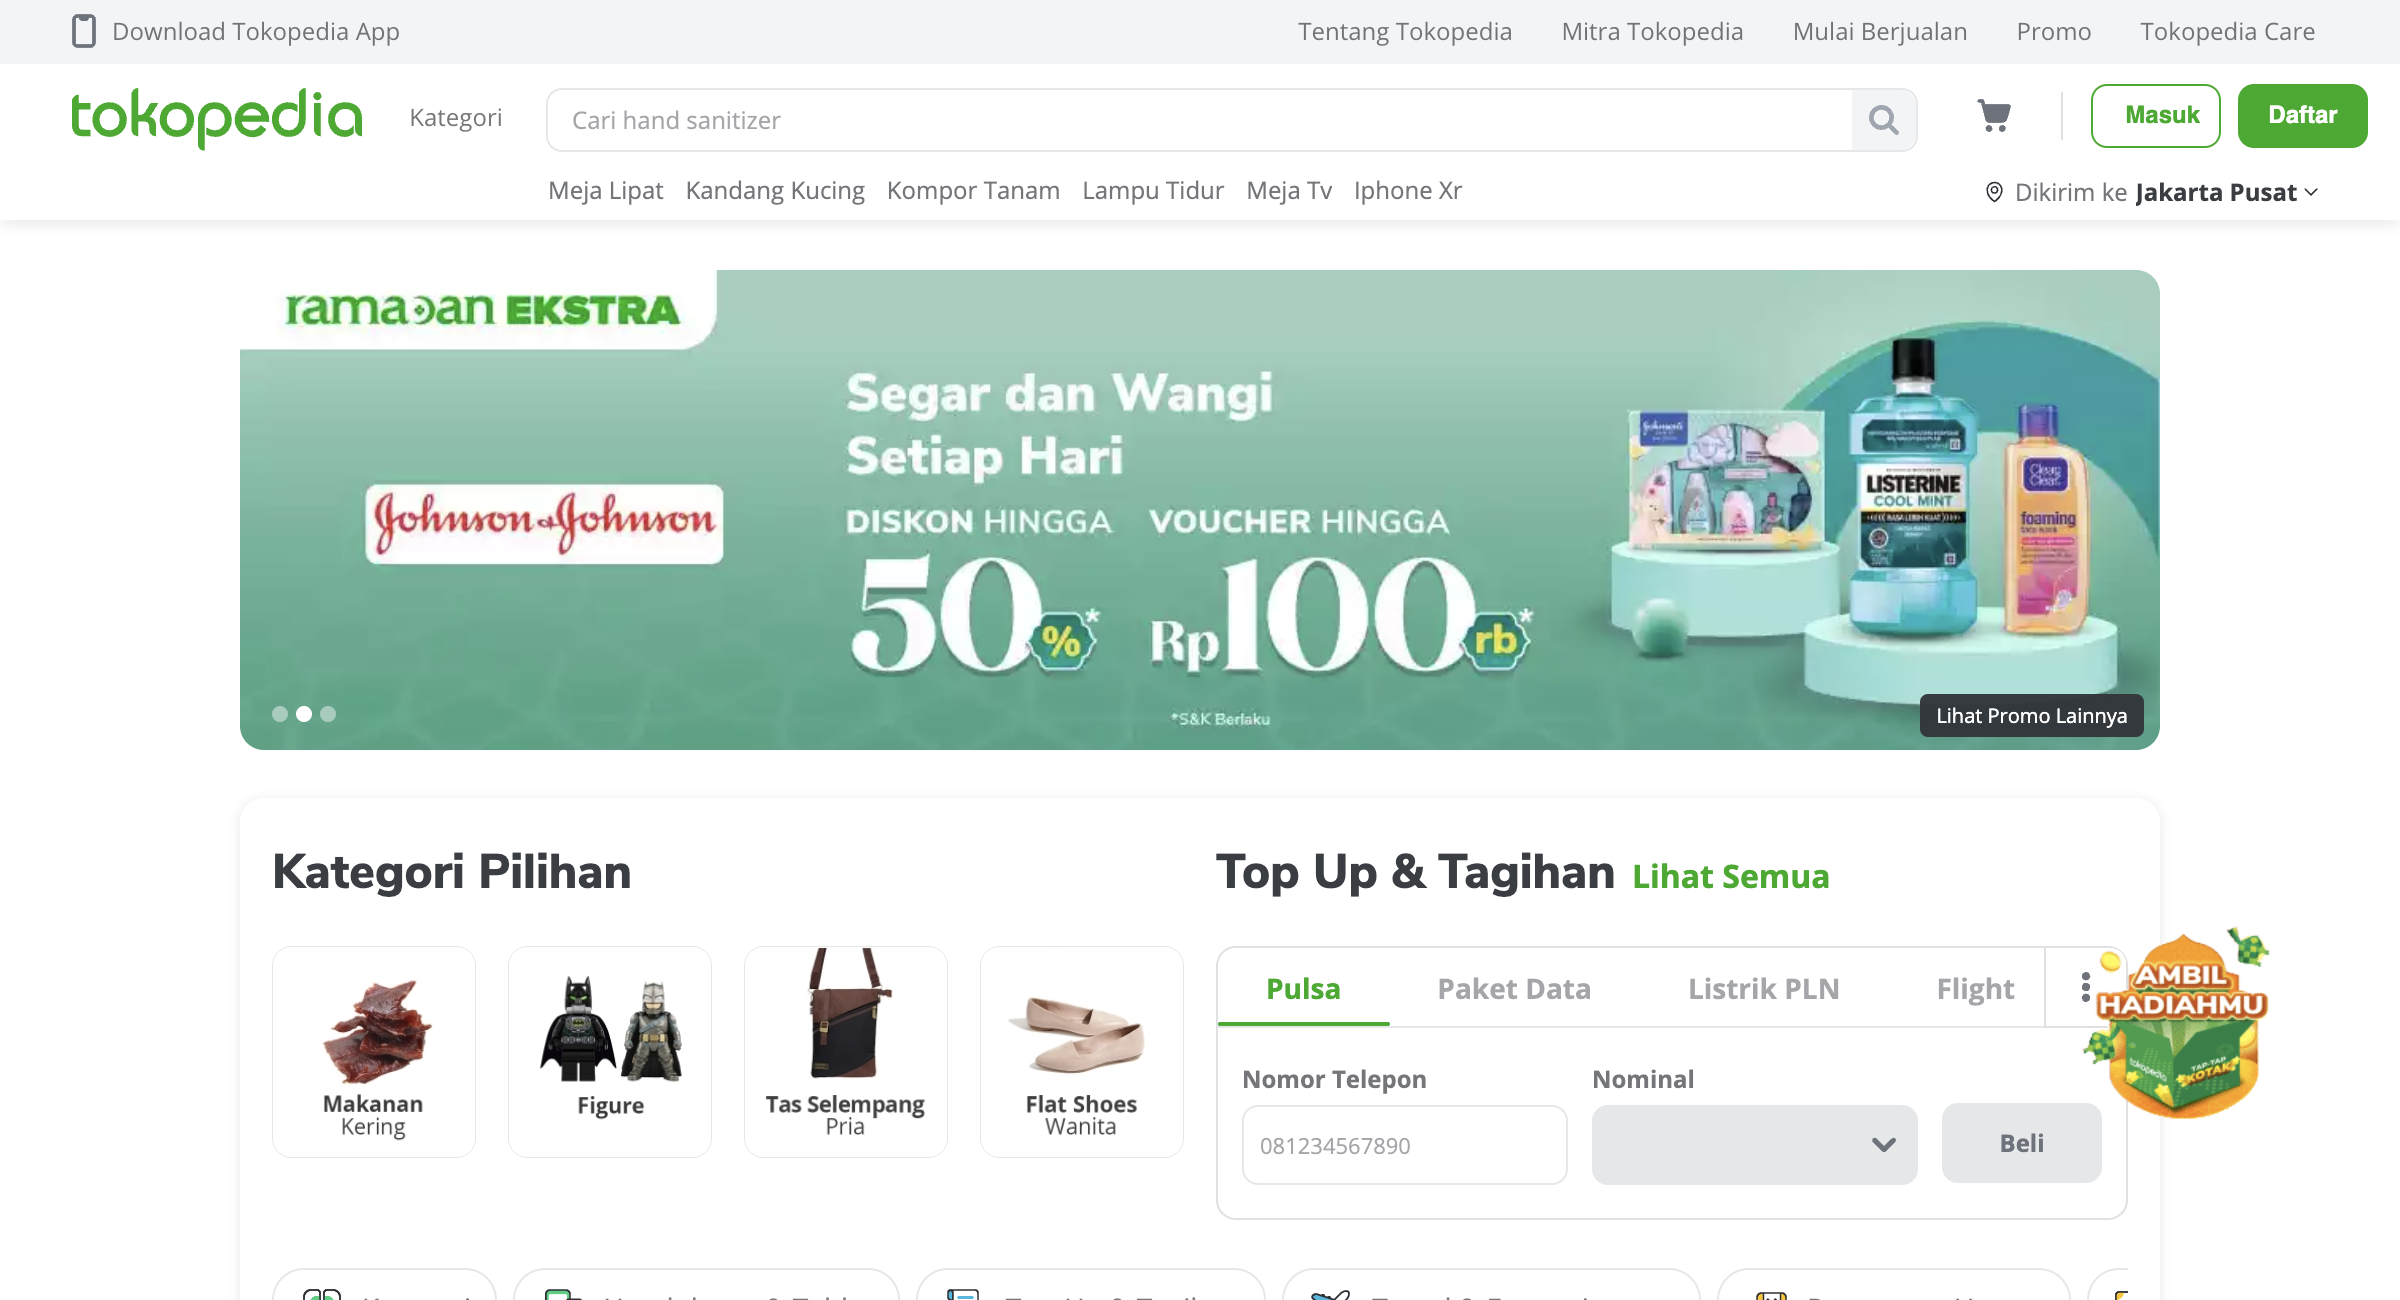 Download Tokopedia App
Tentang Tokopedia Mitra Tokopedia Mulai Berjualan Promo Tokopedia Care
tokopedia
Kategori
Cari hand sanitizer
Masuk
Daftar
Meja Lipat Kandang Kucing Kompor Tanam Lampu Tidur Meja Tv Iphone Xr
Dikirim ke Jakarta Pusat
ramadan EKSTRA
Johnson & Johnson
Segar dan Wangi
Setiap Hari
DISKON HINGGA
50%*
VOUCHER HINGGA
Rp100rb*
*S&K Berlaku
Johnson's
LISTERINE
COOL MINT
Clean & Clear
foaming
Lihat Promo Lainnya
Kategori Pilihan
Makanan
Kering
Figure
Tas Selempang
Pria
Flat Shoes
Wanita
Top Up & Tagihan Lihat Semua
Pulsa Paket Data Listrik PLN Flight
Nomor Telepon
081234567890
Nominal
Beli
AMBIL
HADIAHMU
tokopedia
TAP-TAP
KOTAK